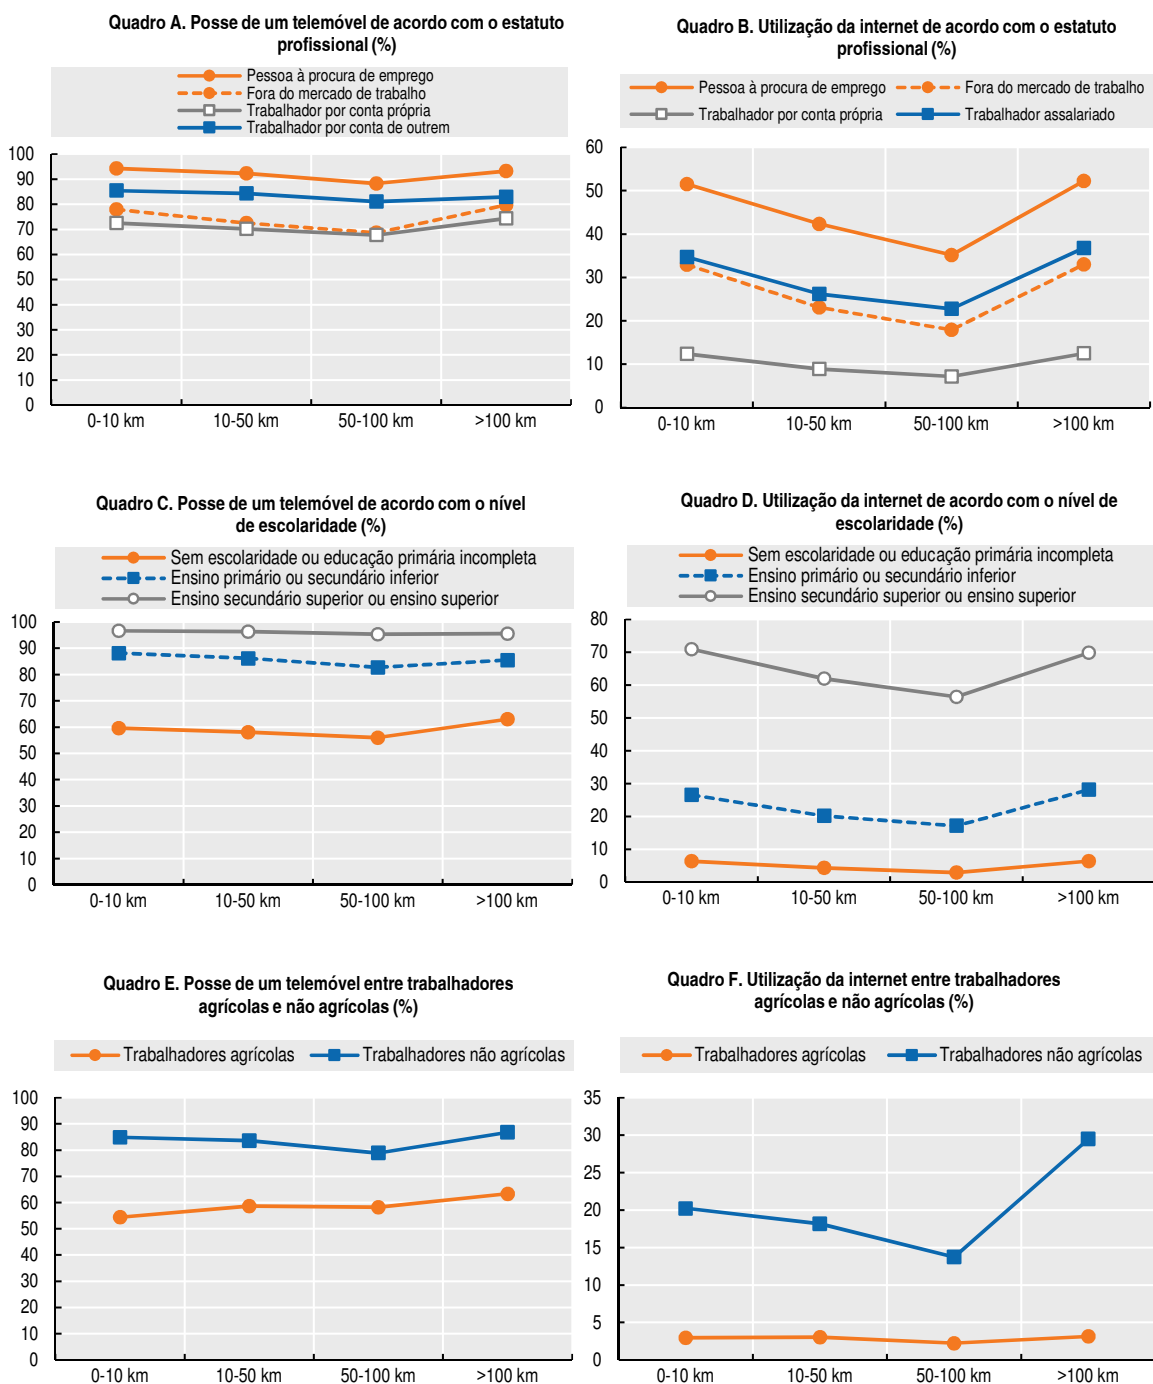 Quadro A. Posse de um telemóvel de acordo com o estatuto
profissional (%)
Pessoa à procura de emprego
Fora do mercado de trabalho
Trabalhador por conta própria
Trabalhador por conta de outrem
100
90
80
70
60
50
40
30
20
10
0
0-10 km 10-50 km 50-100 km >100 km
Quadro B. Utilização da internet de acordo com o estatuto
profissional (%)
Pessoa à procura de emprego Fora do mercado de trabalho
Trabalhador por conta própria Trabalhador assalariado
60
50
40
30
20
10
0
0-10 km 10-50 km 50-100 km >100 km
Quadro C. Posse de um telemóvel de acordo com o nível
de escolaridade (%)
Sem escolaridade ou educação primária incompleta
Ensino primário ou secundário inferior
Ensino secundário superior ou ensino superior
100
90
80
70
60
50
40
30
20
10
0
0-10 km 10-50 km 50-100 km >100 km
Quadro D. Utilização da internet de acordo com o nível de
escolaridade (%)
Sem escolaridade ou educação primária incompleta
Ensino primário ou secundário inferior
Ensino secundário superior ou ensino superior
80
70
60
50
40
30
20
10
0
0-10 km 10-50 km 50-100 km >100 km
Quadro E. Posse de um telemóvel entre trabalhadores
agrícolas e não agrícolas (%)
Trabalhadores agrícolas Trabalhadores não agrícolas
100
90
80
70
60
50
40
30
20
10
0
0-10 km 10-50 km 50-100 km >100 km
Quadro F. Utilização da internet entre trabalhadores
agrícolas e não agrícolas (%)
Trabalhadores agrícolas Trabalhadores não agrícolas
35
30
25
20
15
10
5
0
0-10 km 10-50 km 50-100 km >100 km